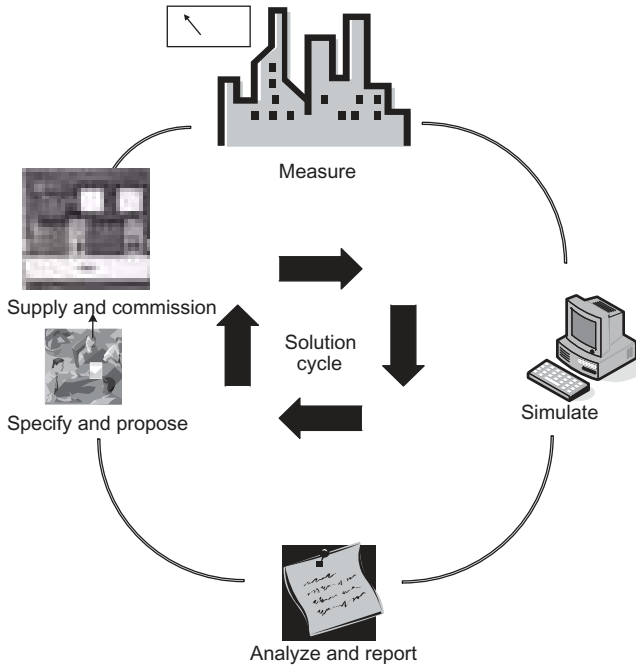 Measure
Supply and commission
Solution
cycle
Simulate
Specify and propose
Analyze and report